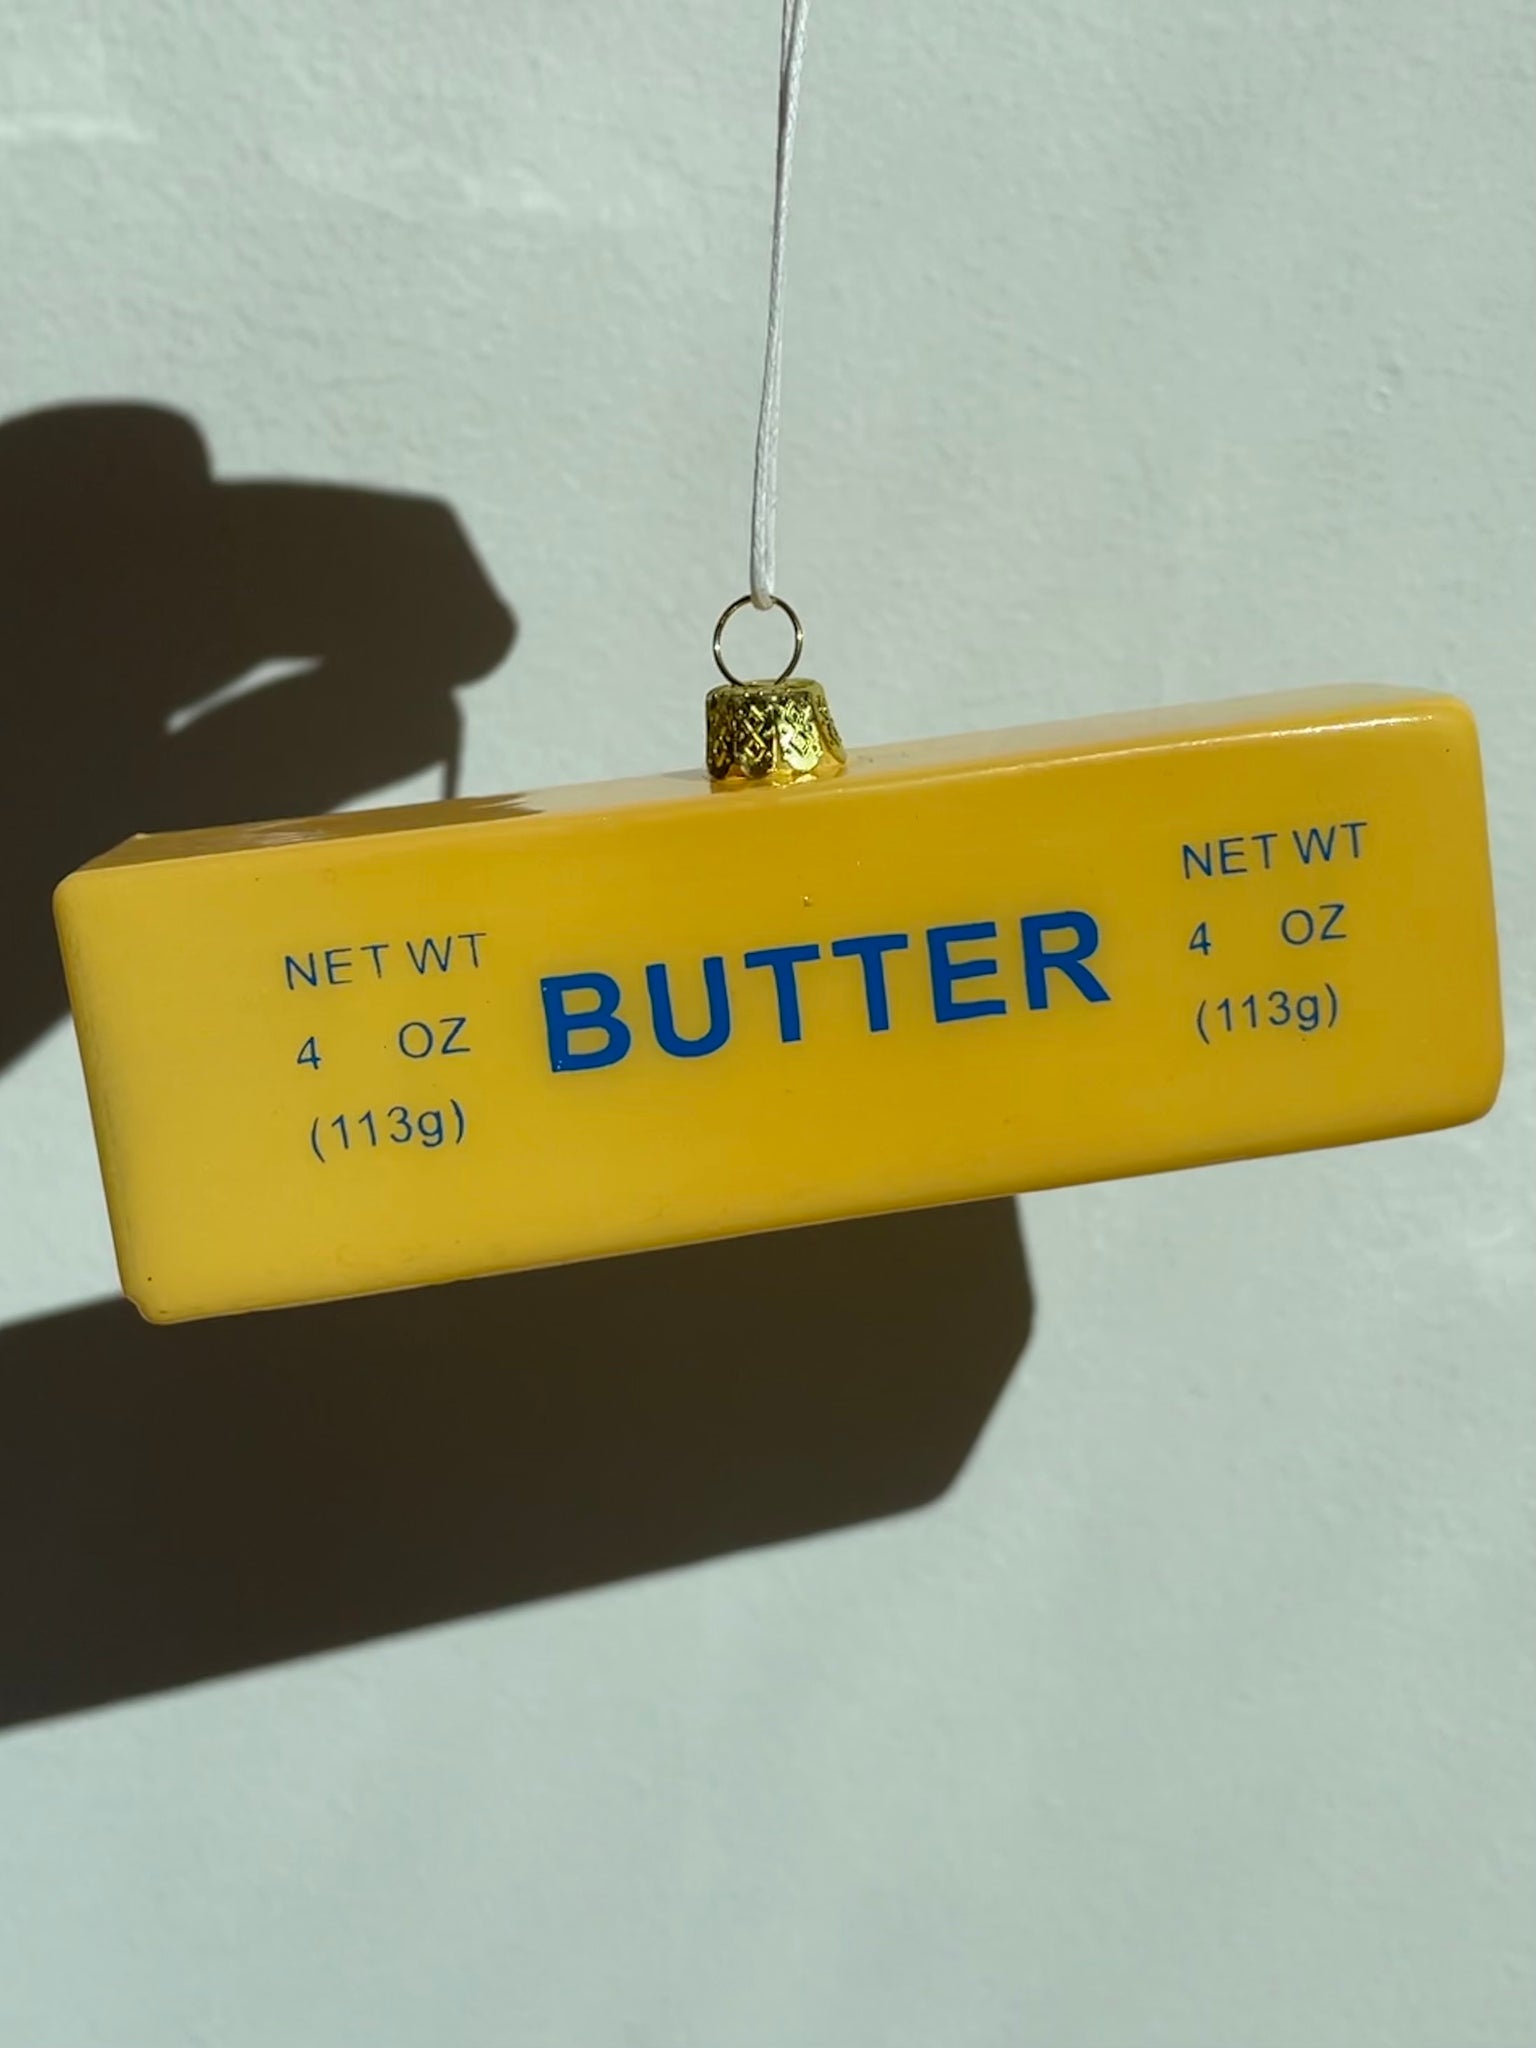 NET WT
4 OZ
(113g)
BUTTER
NET WT
4 OZ
(113g)